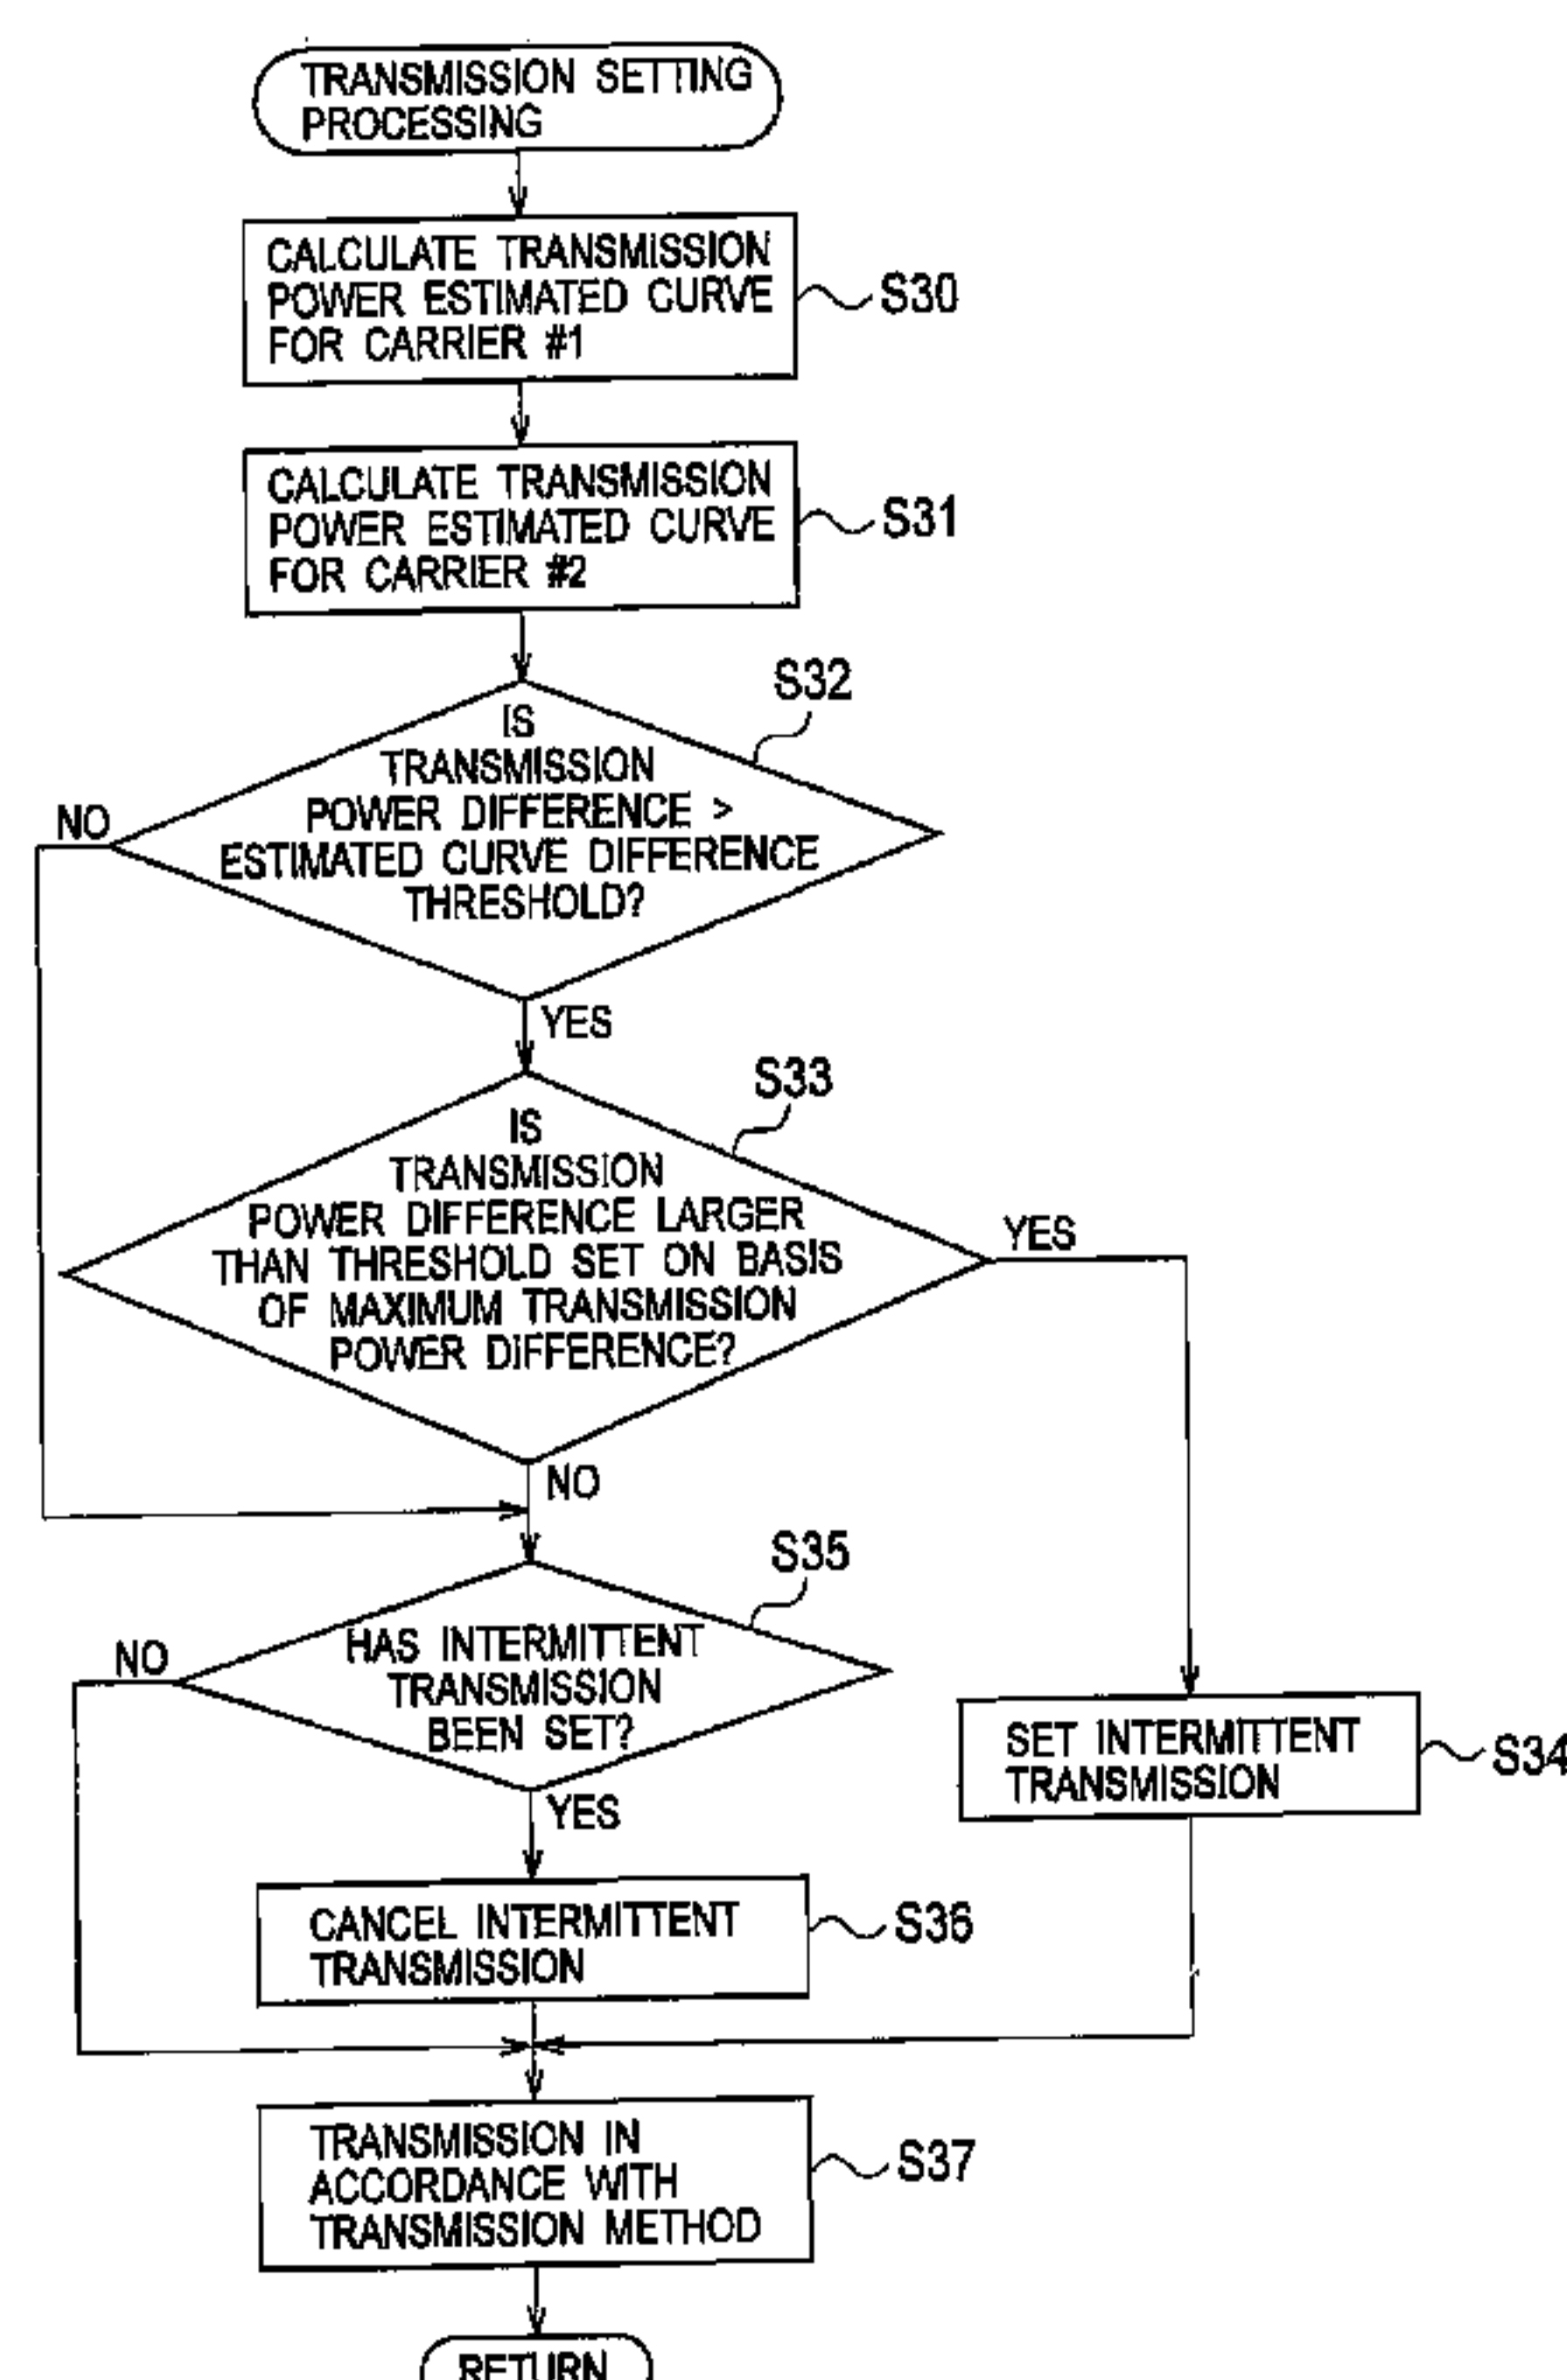 TRANSMISSION SETTING
PROCESSING
CALCULATE TRANSMISSION
POWER ESTIMATED CURVE
FOR CARRIER #1
S30
CALCULATE TRANSMISSION
POWER ESTIMATED CURVE
FOR CARRIER #2
S31
S32
IS
TRANSMISSION
POWER DIFFERENCE >
ESTIMATED CURVE DIFFERENCE
THRESHOLD?
NO
YES
S33
IS
TRANSMISSION
POWER DIFFERENCE LARGER
THAN THRESHOLD SET ON BASIS
OF MAXIMUM TRANSMISSION
POWER DIFFERENCE?
YES
NO
S35
HAS INTERMITTENT
TRANSMISSION
BEEN SET?
NO
YES
SET INTERMITTENT
TRANSMISSION
S34
CANCEL INTERMITTENT
TRANSMISSION
S36
TRANSMISSION IN
ACCORDANCE WITH
TRANSMISSION METHOD
S37
RETURN